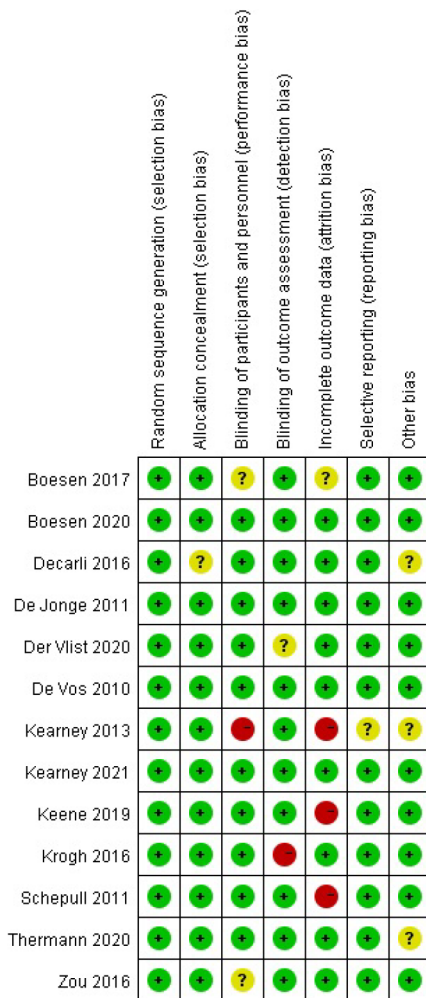 Random sequence generation (selection bias)
Allocation concealment (selection bias)
Blinding of participants and personnel (performance bias)
Blinding of outcome assessment (detection bias)
Incomplete outcome data (attrition bias)
Selective reporting (reporting bias)
Other bias
Boesen 2017 + + ? + ? + +
Boesen 2020 + + + + + + +
Decarli 2016 + ? + + + + ?
De Jonge 2011 + + + + + + +
Der Vlist 2020 + + + ? + + +
De Vos 2010 + + + + + + +
Kearney 2013 + + - + - ? ?
Kearney 2021 + + + + + + +
Keene 2019 + + + + - + +
Krogh 2016 + + + - + + +
Schepull 2011 + + + + - + +
Thermann 2020 + + + + + + ?
Zou 2016 + + ? + + + +